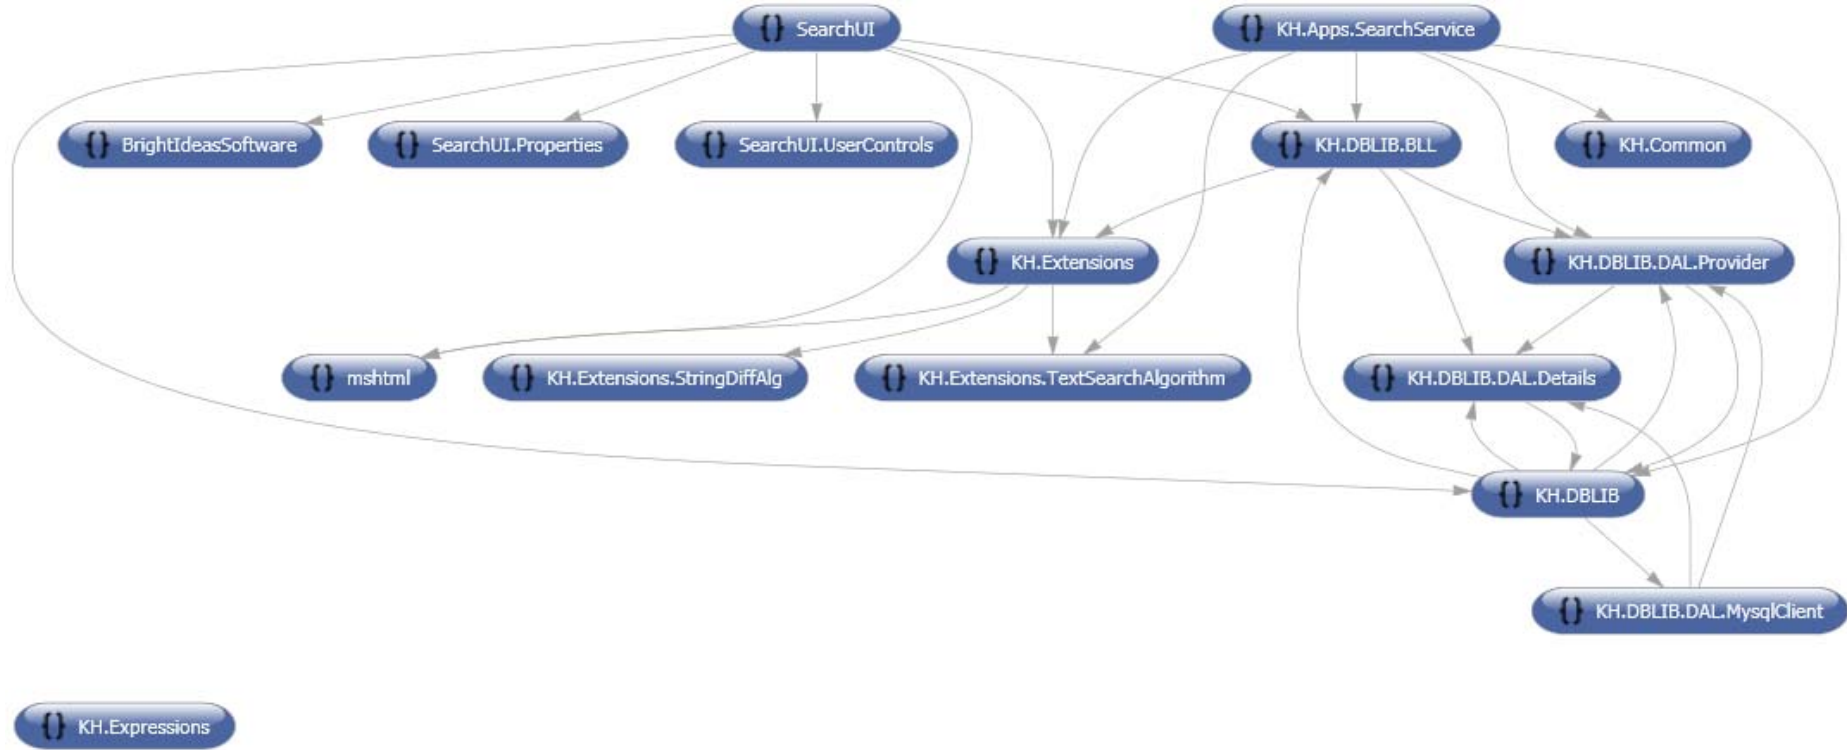 {} SearchUI
{} KH.Apps.SearchService
{} BrightIdeasSoftware
{} SearchUI.Properties
{} SearchUI.UserControls
{} KH.DBLIB.BLL
{} KH.Common
{} KH.Extensions
{} KH.DBLIB.DAL.Provider
{} mshtml
{} KH.Extensions.StringDiffAlg
{} KH.Extensions.TextSearchAlgorithm
{} KH.DBLIB.DAL.Details
{} KH.DBLIB
{} KH.DBLIB.DAL.MysqlClient
{} KH.Expressions